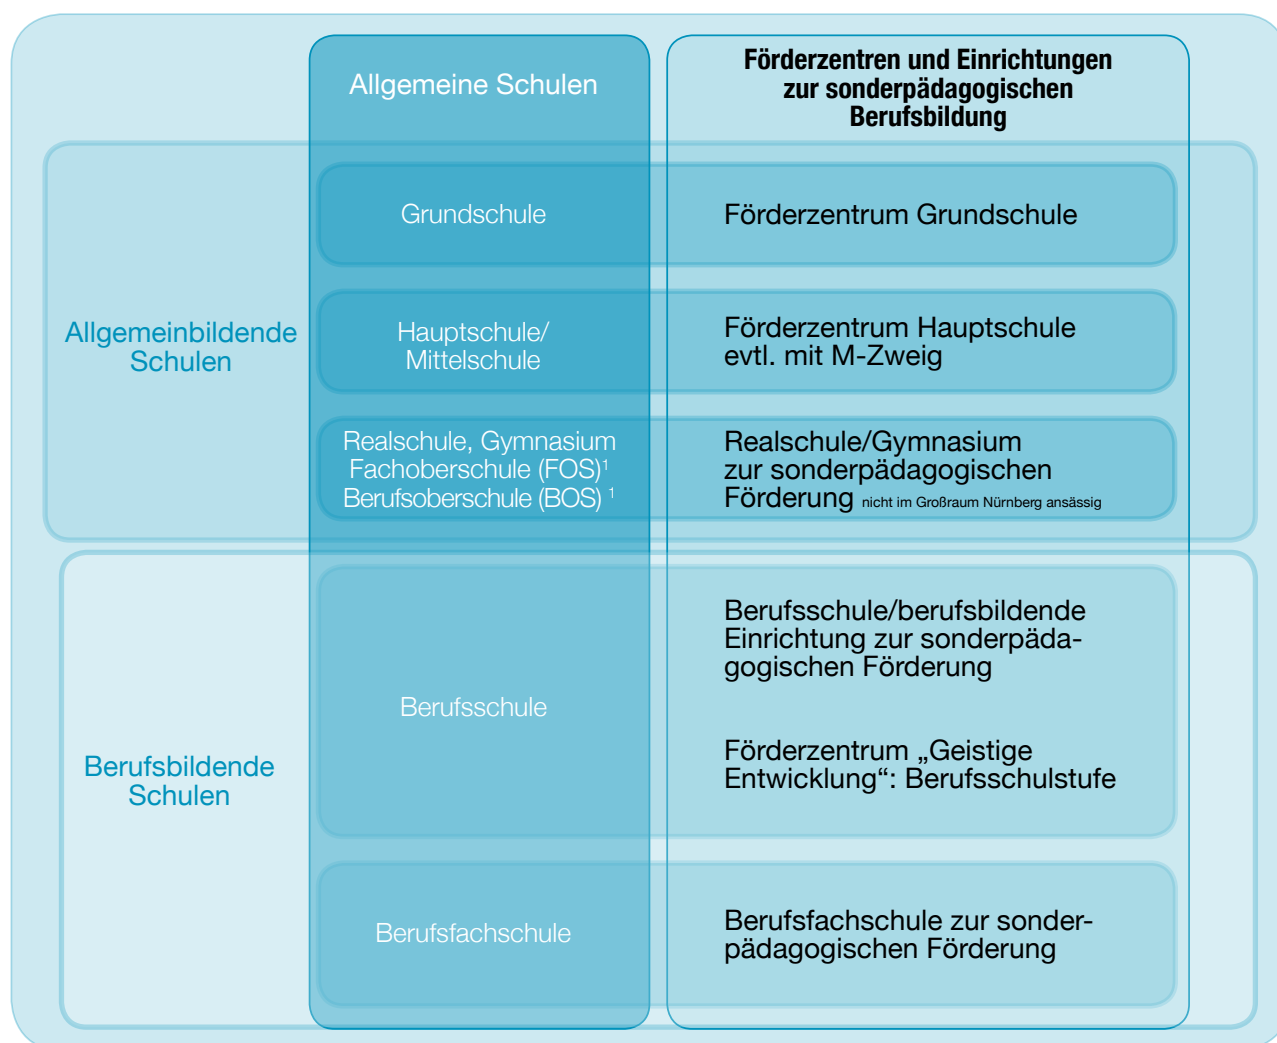 Allgemeine Schulen
Förderzentren und Einrichtungen
zur sonderpädagogischen
Berufsbildung
Allgemeinbildende
Schulen
Grundschule
Förderzentrum Grundschule
Hauptschule/
Mittelschule
Förderzentrum Hauptschule
evtl. mit M-Zweig
Realschule, Gymnasium
Fachoberschule (FOS)¹
Berufsoberschule (BOS) ¹
Realschule/Gymnasium
zur sonderpädagogischen
Förderung nicht im Großraum Nürnberg ansässig
Berufsbildende
Schulen
Berufsschule
Berufsschule/berufsbildende
Einrichtung zur sonderpäda-
gogischen Förderung
Förderzentrum „Geistige
Entwicklung“: Berufsschulstufe
Berufsfachschule
Berufsfachschule zur sonder-
pädagogischen Förderung